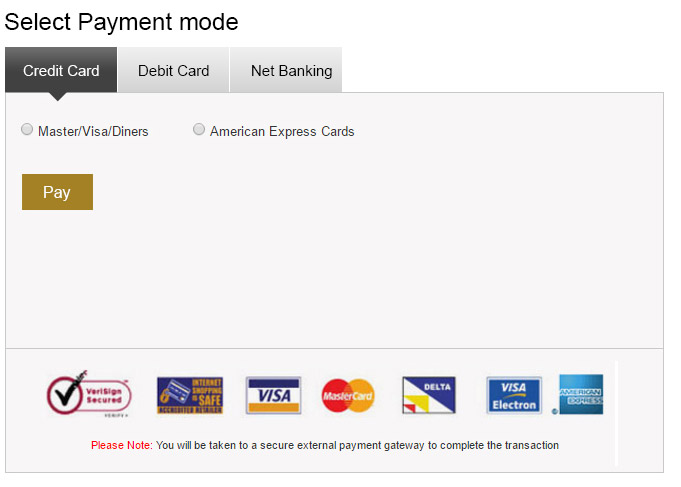 Select Payment mode
Credit Card Debit Card Net Banking
Master/Visa/Diners American Express Cards
Pay
VeriSign
Secured
VERIFY
INTERNET
SHOPPING
IS SAFE
ACCREDITED RETAILER
VISA
MasterCard
DELTA
VISA
Electron
AMERICAN
EXPRESS
Please Note: You will be taken to a secure external payment gateway to complete the transaction